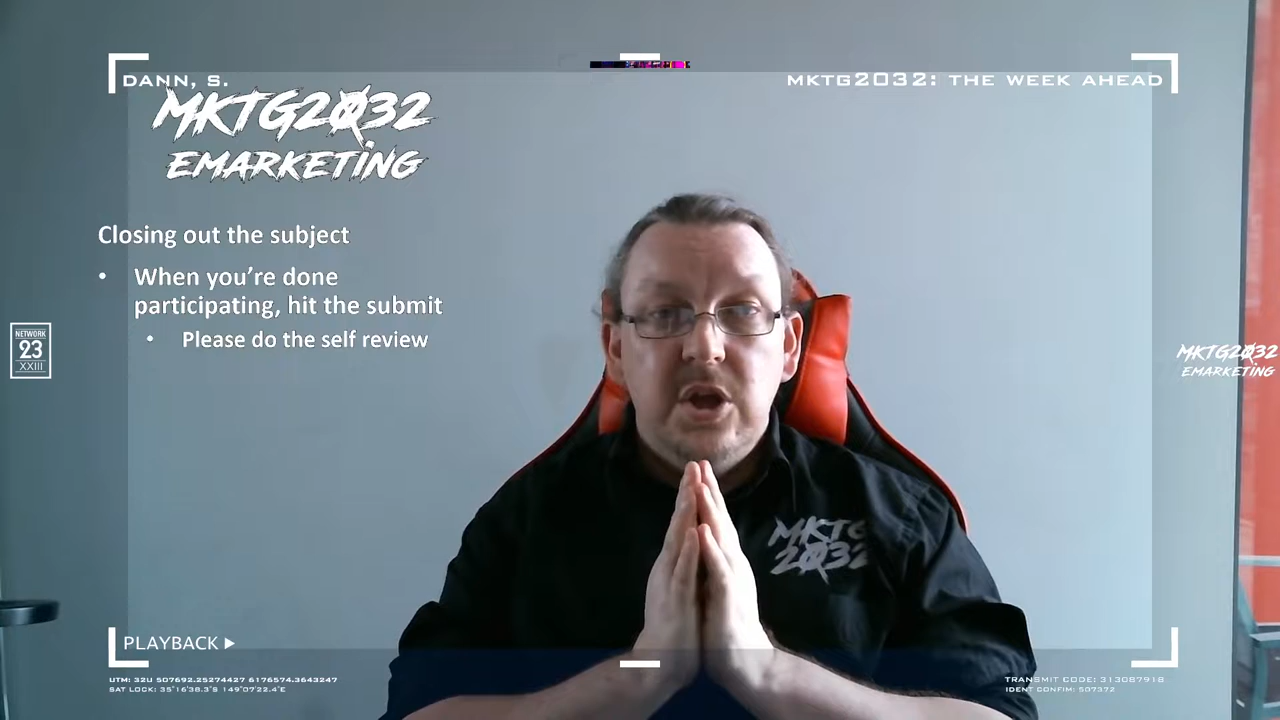 DANN, S.
MKTG2032: THE WEEK AHEAD
MKTG2032
EMARKETING
Closing out the subject
• When you're done
participating, hit the submit
• Please do the self review
NETWORK
23
XXIII
MKTG2032
EMARKETING
MKTG
2032
PLAYBACK
UTM: 32U 507692.25274427 6176574.3643247
SAT LOCK: 35°16'38.3"S 149°07'22.4"E
TRANSMIT CODE: 313087918
IDENT CONFIM: 507372